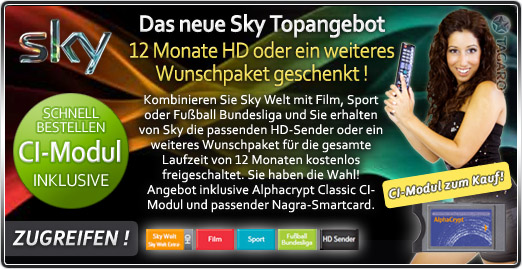 sky
Das neue Sky Topangebot
12 Monate HD oder ein weiteres
Wunschpaket geschenkt !
SCHNELL
BESTELLEN
CI-Modul
INKLUSIVE
Kombinieren Sie Sky Welt mit Film, Sport
oder Fußball Bundesliga und Sie erhalten
von Sky die passenden HD-Sender oder ein
weiteres Wunschpaket für die gesamte
Laufzeit von 12 Monaten kostenlos
freigeschaltet. Sie haben die Wahl!
Angebot inklusive Alphacrypt Classic CI-
Modul und passender Nagra-Smartcard.
CI-Modul zum Kauf!
AlphaCrypt
ZUGREIFEN !
Sky Welt
Sky Welt Extra
Film
Sport
Fußball
Bundesliga
HD Sender